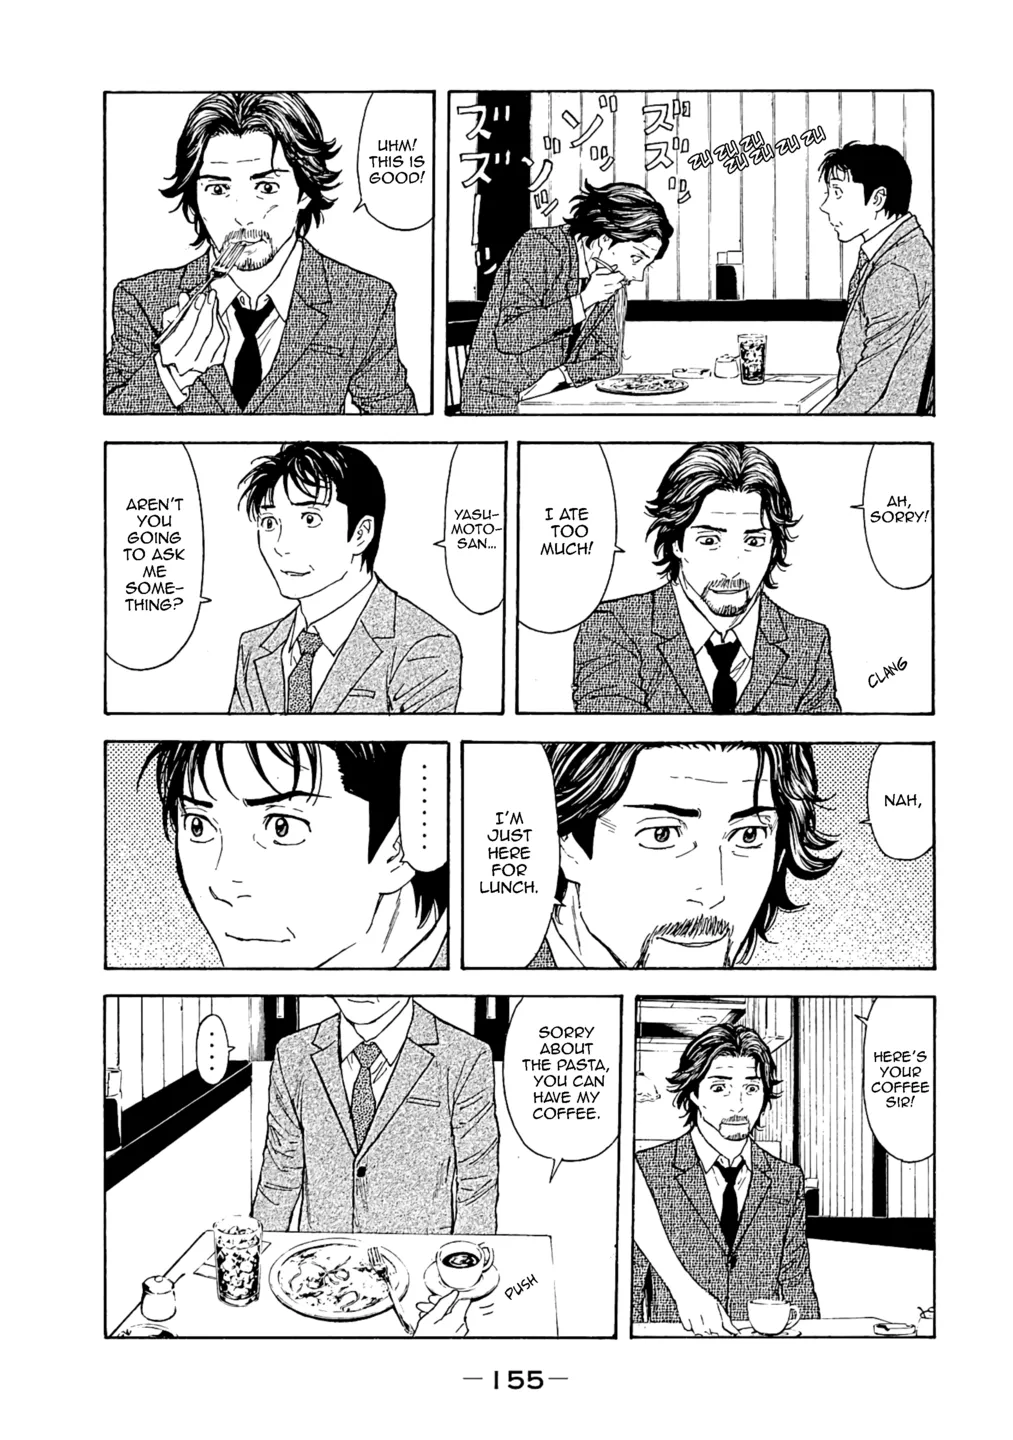 ズズ
ズズーッ
ZU ZU ZU
ZU ZU ZU ZU
UHM!
THIS IS
GOOD!
AH,
SORRY!
I ATE
TOO
MUCH!
CLANG
YASU-
MOTO-
SAN...
AREN'T
YOU
GOING
TO ASK
ME
SOME-
THING?
NAH,
I'M
JUST
HERE
FOR
LUNCH.
......
HERE'S
YOUR
COFFEE
SIR!
SORRY
ABOUT
THE PASTA,
YOU CAN
HAVE MY
COFFEE.
PUSH
....
— 155 —